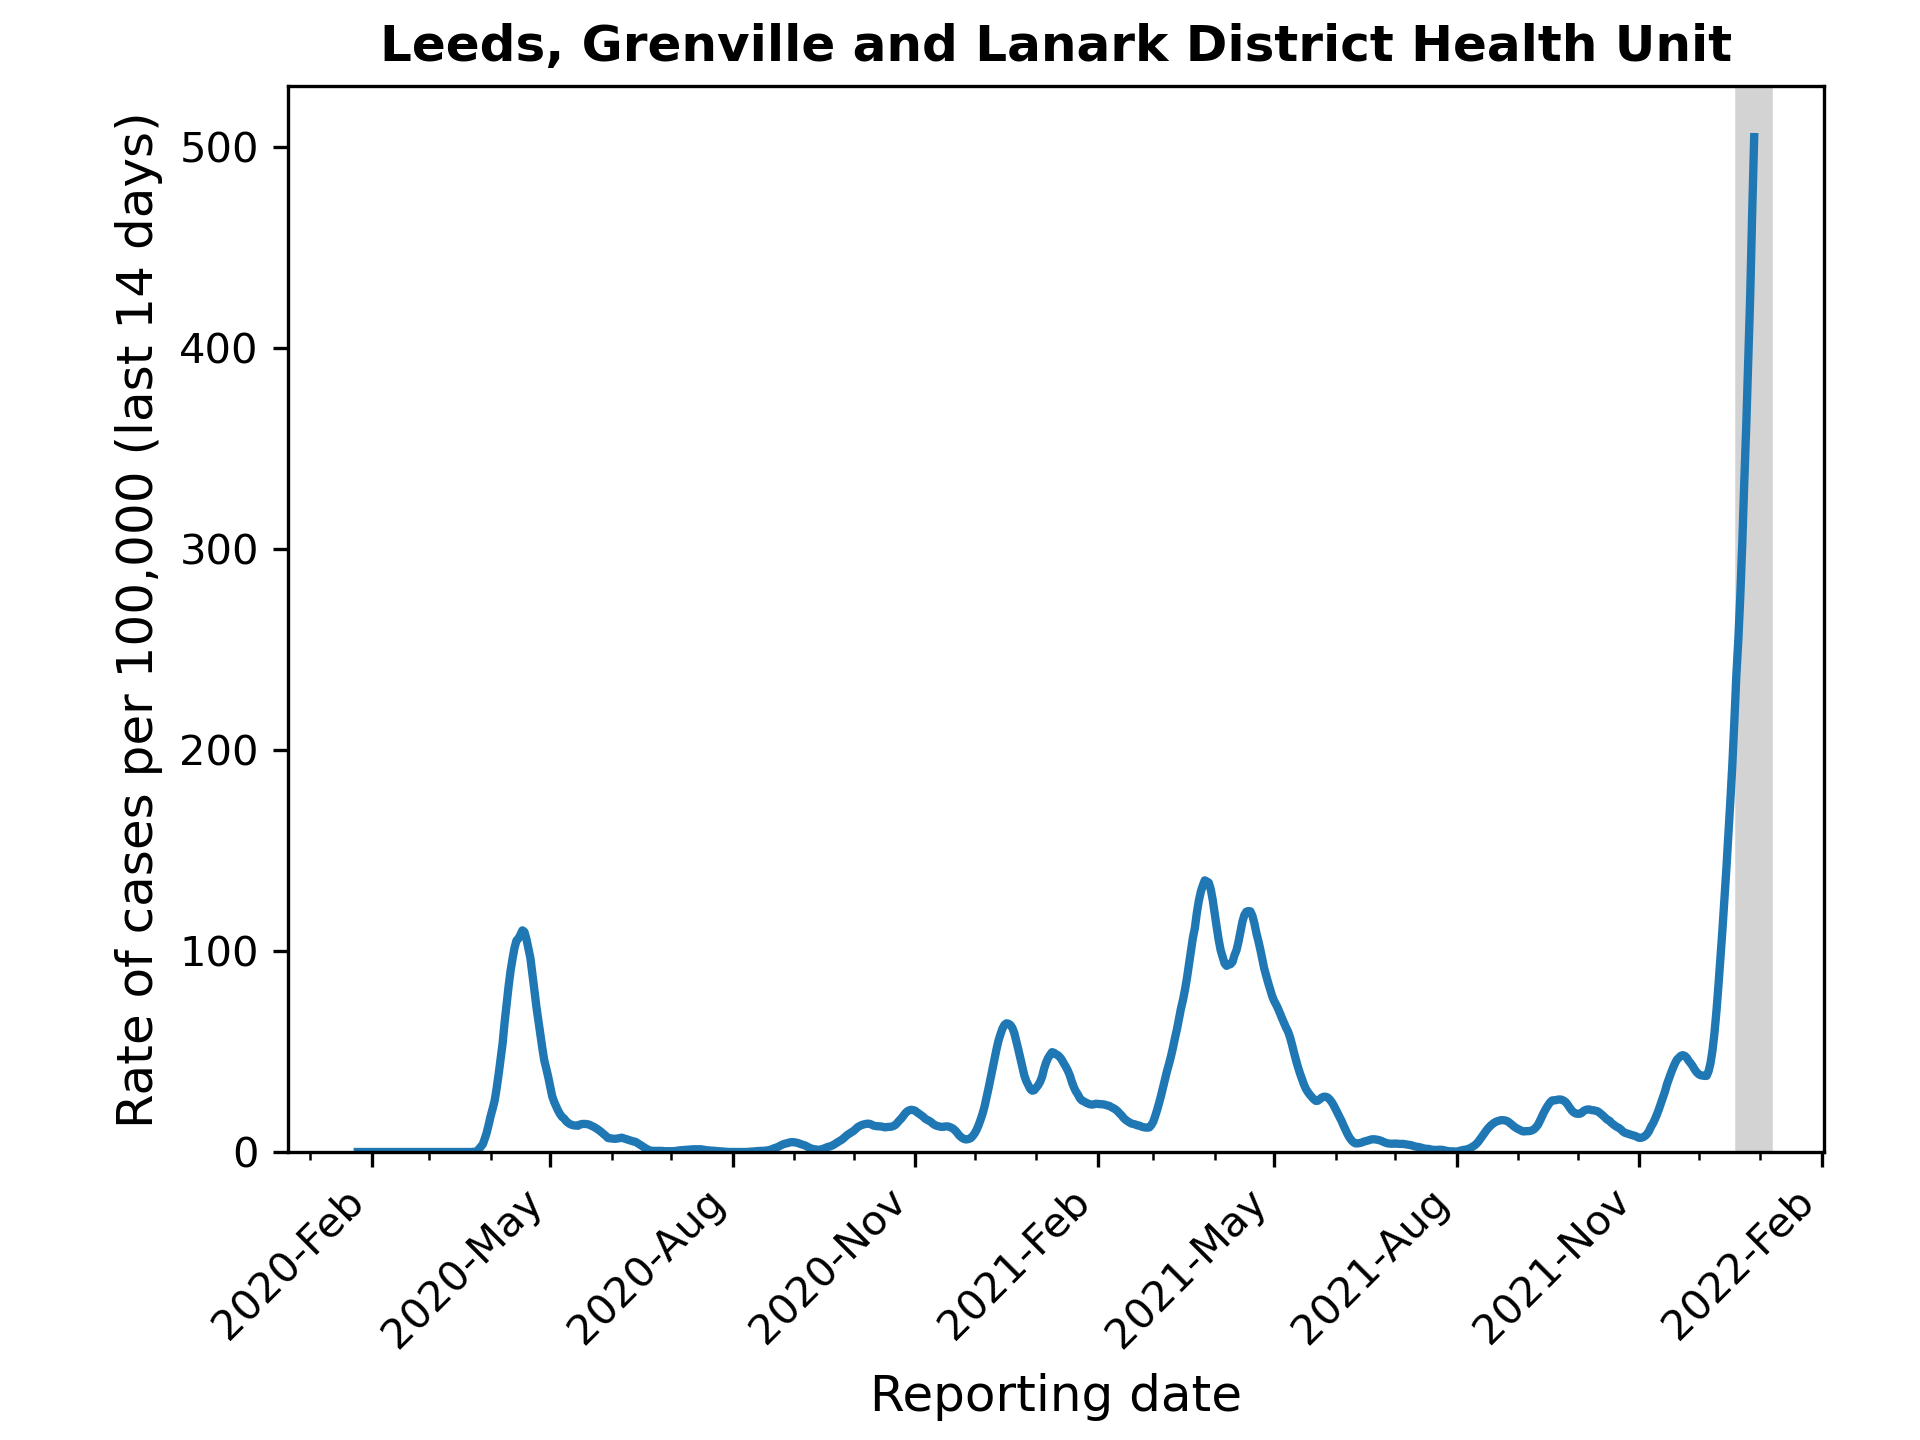 Leeds, Grenville and Lanark District Health Unit
Rate of cases per 100,000 (last 14 days)
500
400
300
200
100
0
2020-Feb
2020-May
2020-Aug
2020-Nov
2021-Feb
2021-May
2021-Aug
2021-Nov
2022-Feb
Reporting date